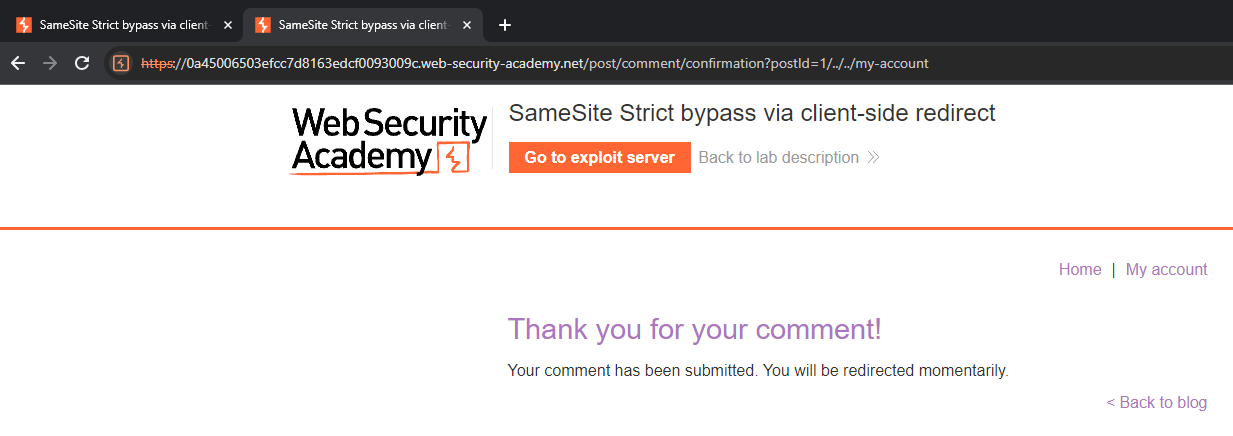 SameSite Strict bypass via client- SameSite Strict bypass via client-
https://0a45006503efcc7d8163edcf0093009c.web-security-academy.net/post/comment/confirmation?postId=1/../../my-account
WebSecurity
Academy
SameSite Strict bypass via client-side redirect
Go to exploit server Back to lab description
Home | My account
Thank you for your comment!
Your comment has been submitted. You will be redirected momentarily.
< Back to blog